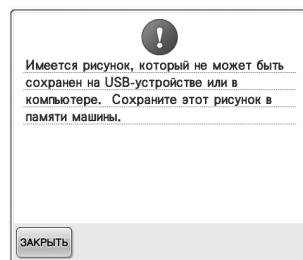 Имеется рисунок, который не может быть
сохранен на USB-устройстве или в
компьютере. Сохраните этот рисунок в
памяти машины.
ЗАКРЫТЬ